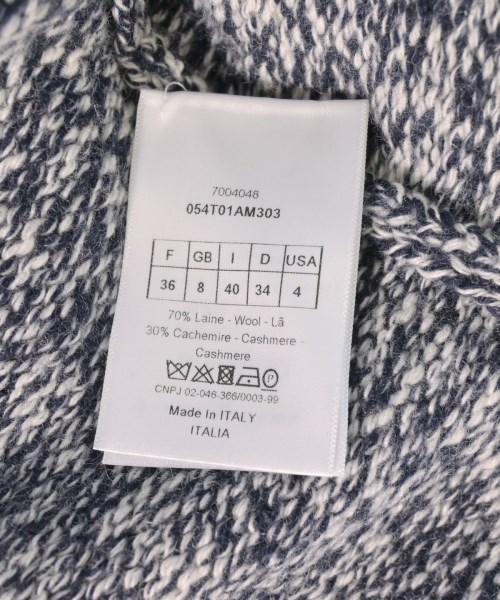 7004048
054T01AM303
F GB I D USA
36 8 40 34 4
70% Laine - Wool - Lã
30% Cachemire - Cashmere -
Cashmere
P
CNPJ 02-046-366/0003-99
Made In ITALY
ITALIA